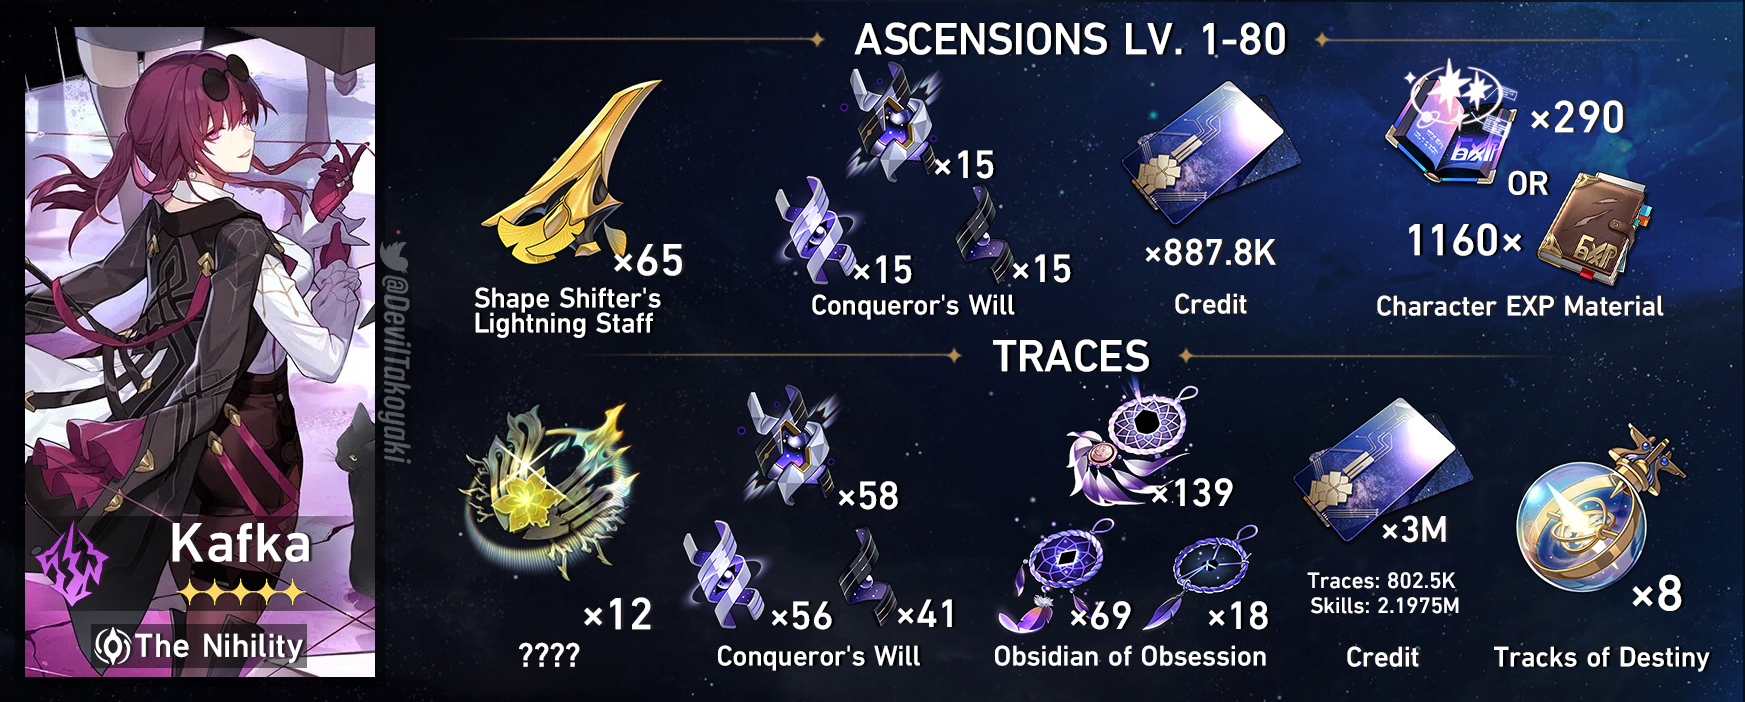 ASCENSIONS LV. 1-80
×65
Shape Shifter's
Lightning Staff
×15
×15
×15
Conqueror's Will
×887.8K
Credit
×290
OR
1160×
Character EXP Material
TRACES
×12
????
×58
×56
×41
Conqueror's Will
×139
×69
×18
Obsidian of Obsession
×3M
Traces: 802.5K
Skills: 2.1975M
Credit
×8
Tracks of Destiny
Kafka
The Nihility
@DevilTakoyaki
EXP
EXP